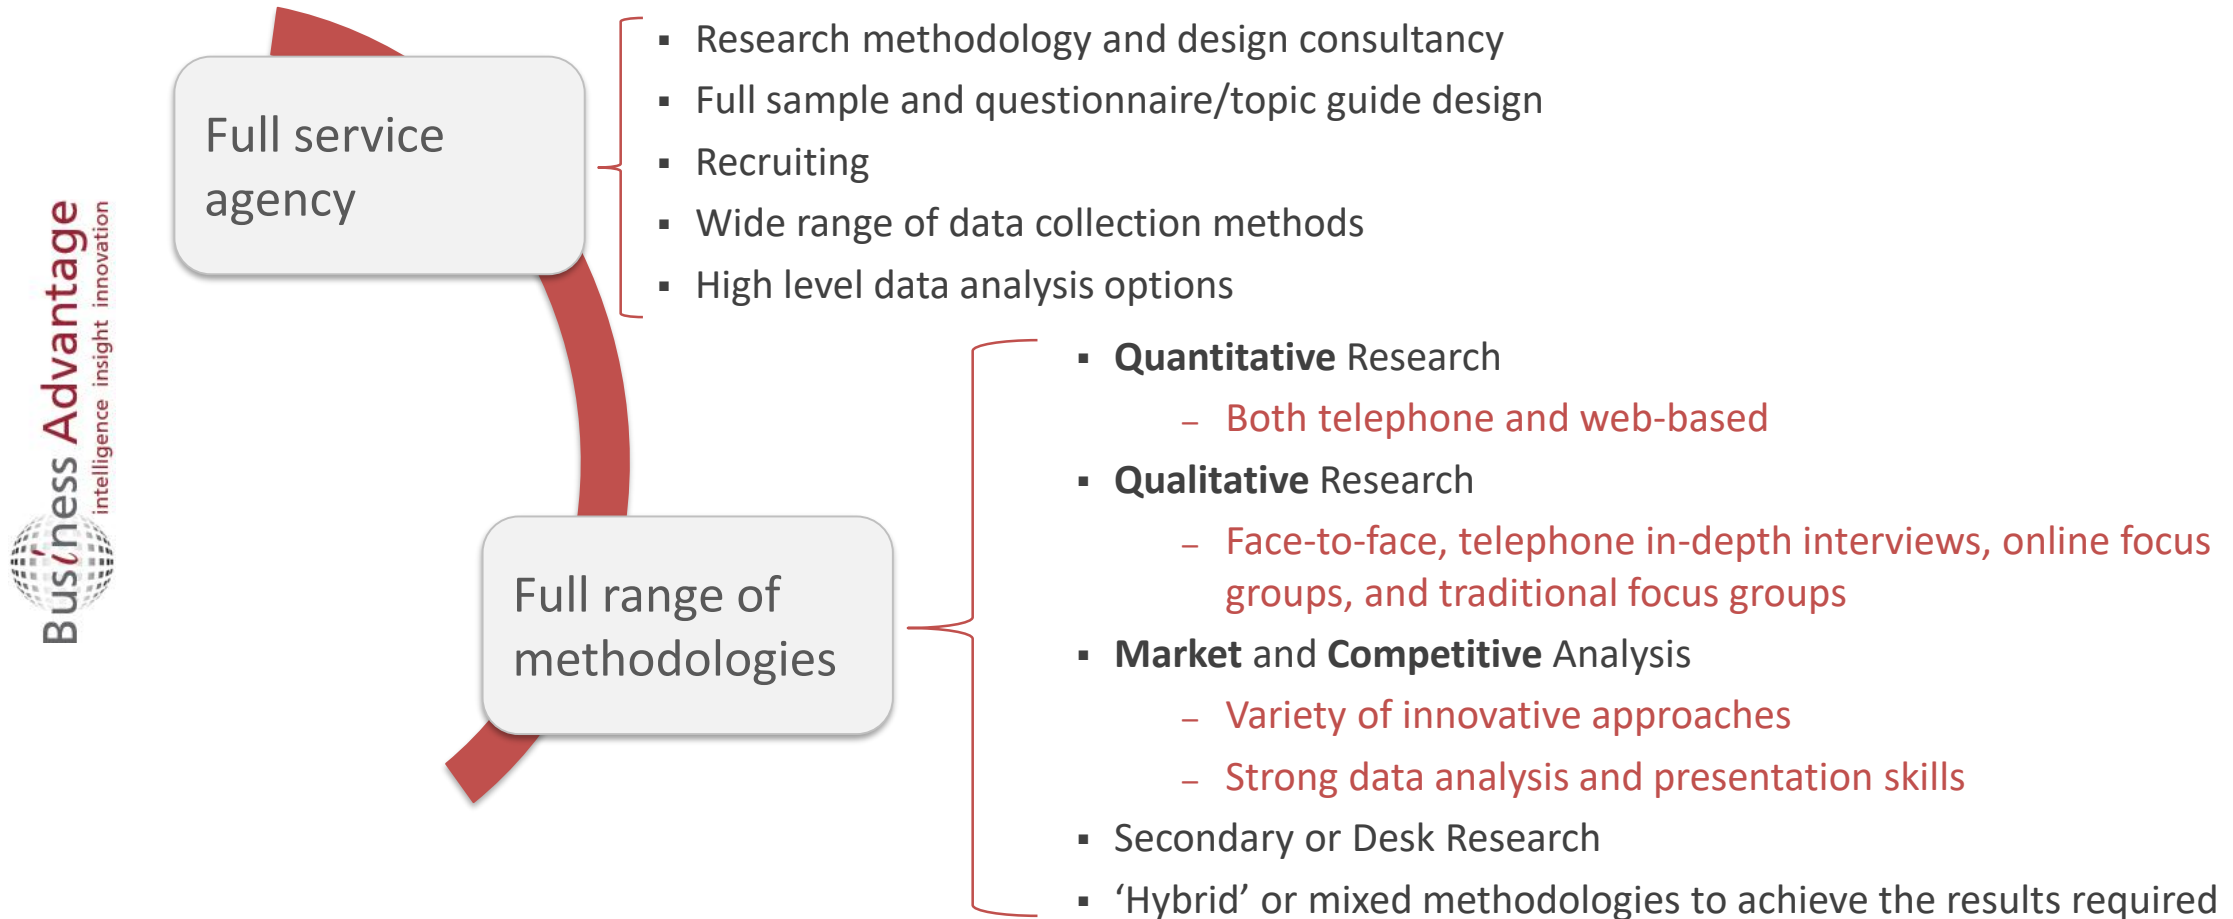 Business Advantage
intelligence insight innovation
Full service
agency
▪ Research methodology and design consultancy
▪ Full sample and questionnaire/topic guide design
▪ Recruiting
▪ Wide range of data collection methods
▪ High level data analysis options
Full range of
methodologies
▪ Quantitative Research
– Both telephone and web-based
▪ Qualitative Research
– Face-to-face, telephone in-depth interviews, online focus
groups, and traditional focus groups
▪ Market and Competitive Analysis
– Variety of innovative approaches
– Strong data analysis and presentation skills
▪ Secondary or Desk Research
▪ ‘Hybrid’ or mixed methodologies to achieve the results required